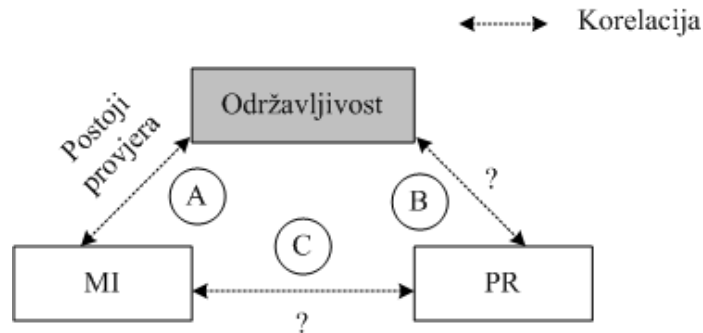 Korelacija
Održavljivost
Postoji
provjera
A
B
?
C
MI
PR
?